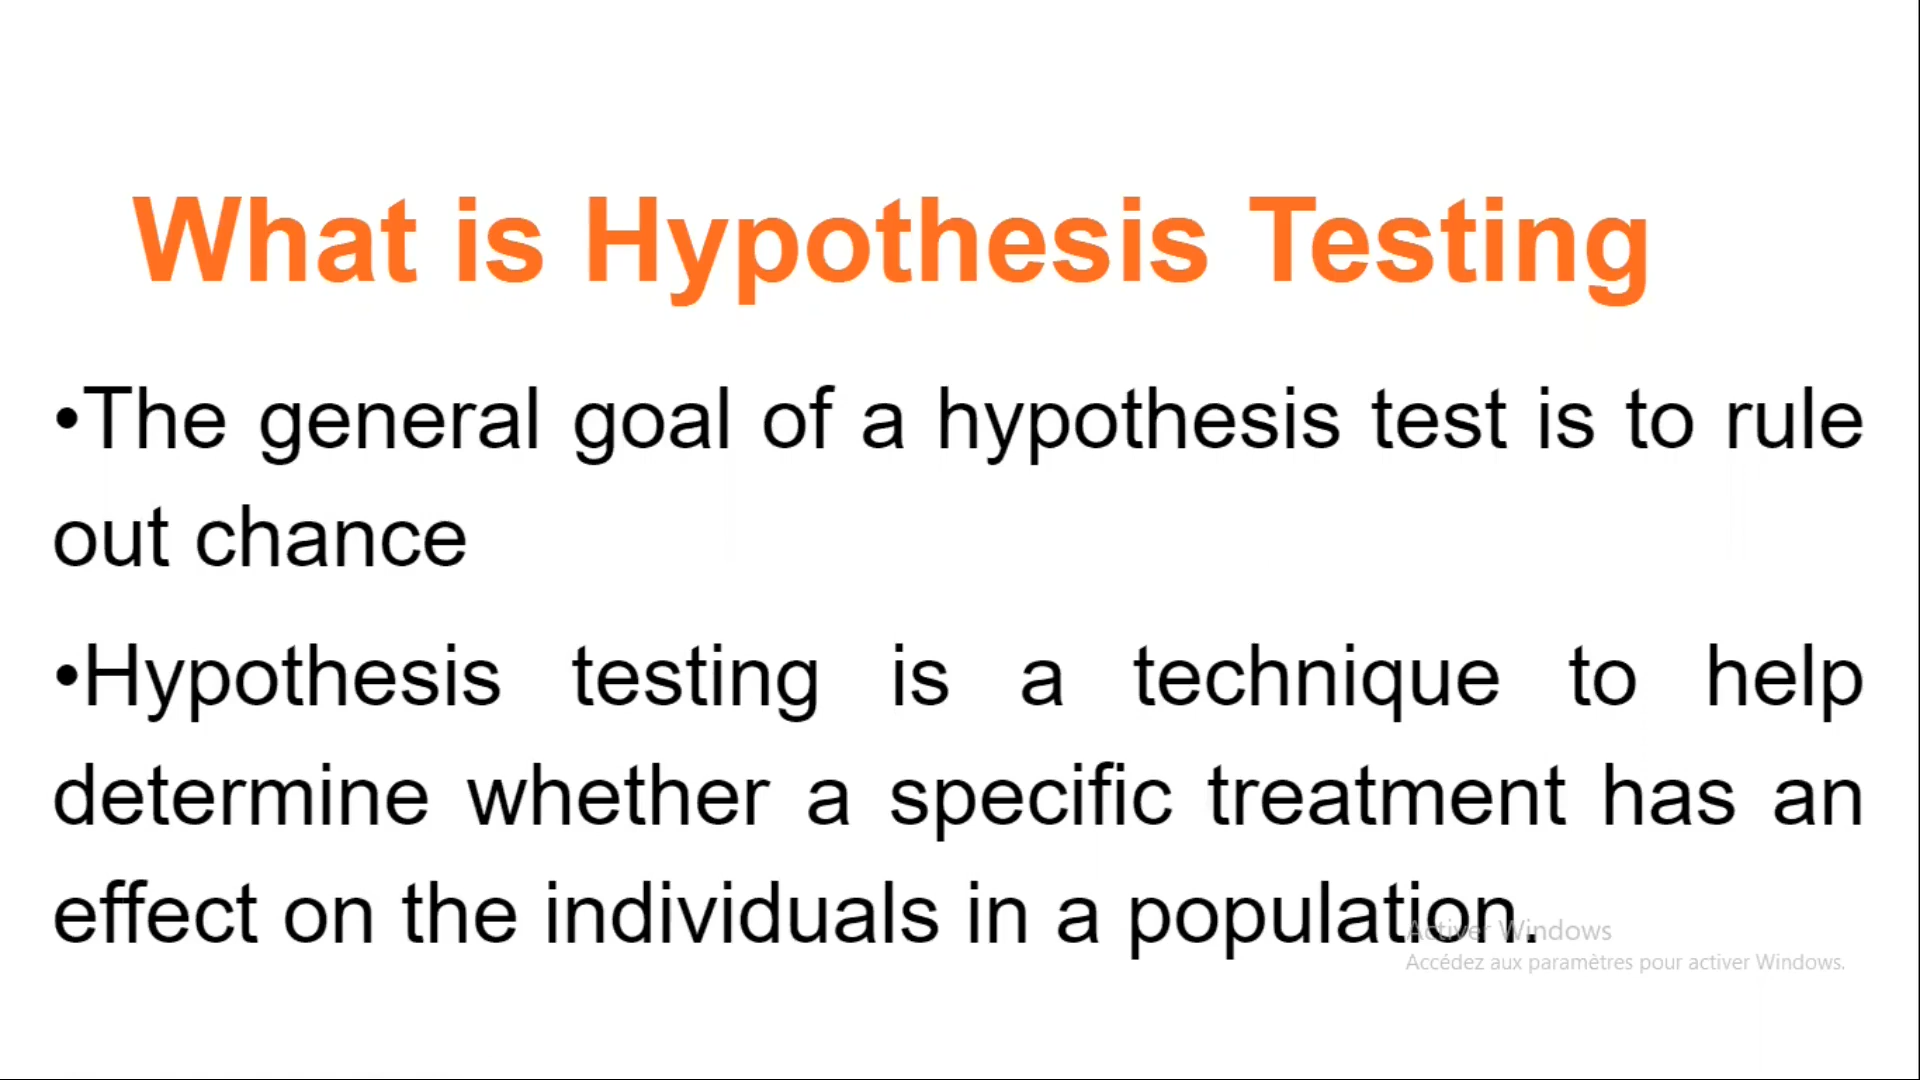 What is Hypothesis Testing
•The general goal of a hypothesis test is to rule
out chance
•Hypothesis testing is a technique to help
determine whether a specific treatment has an
effect on the individuals in a population.
Activer Windows
Accédez aux paramètres pour activer Windows.